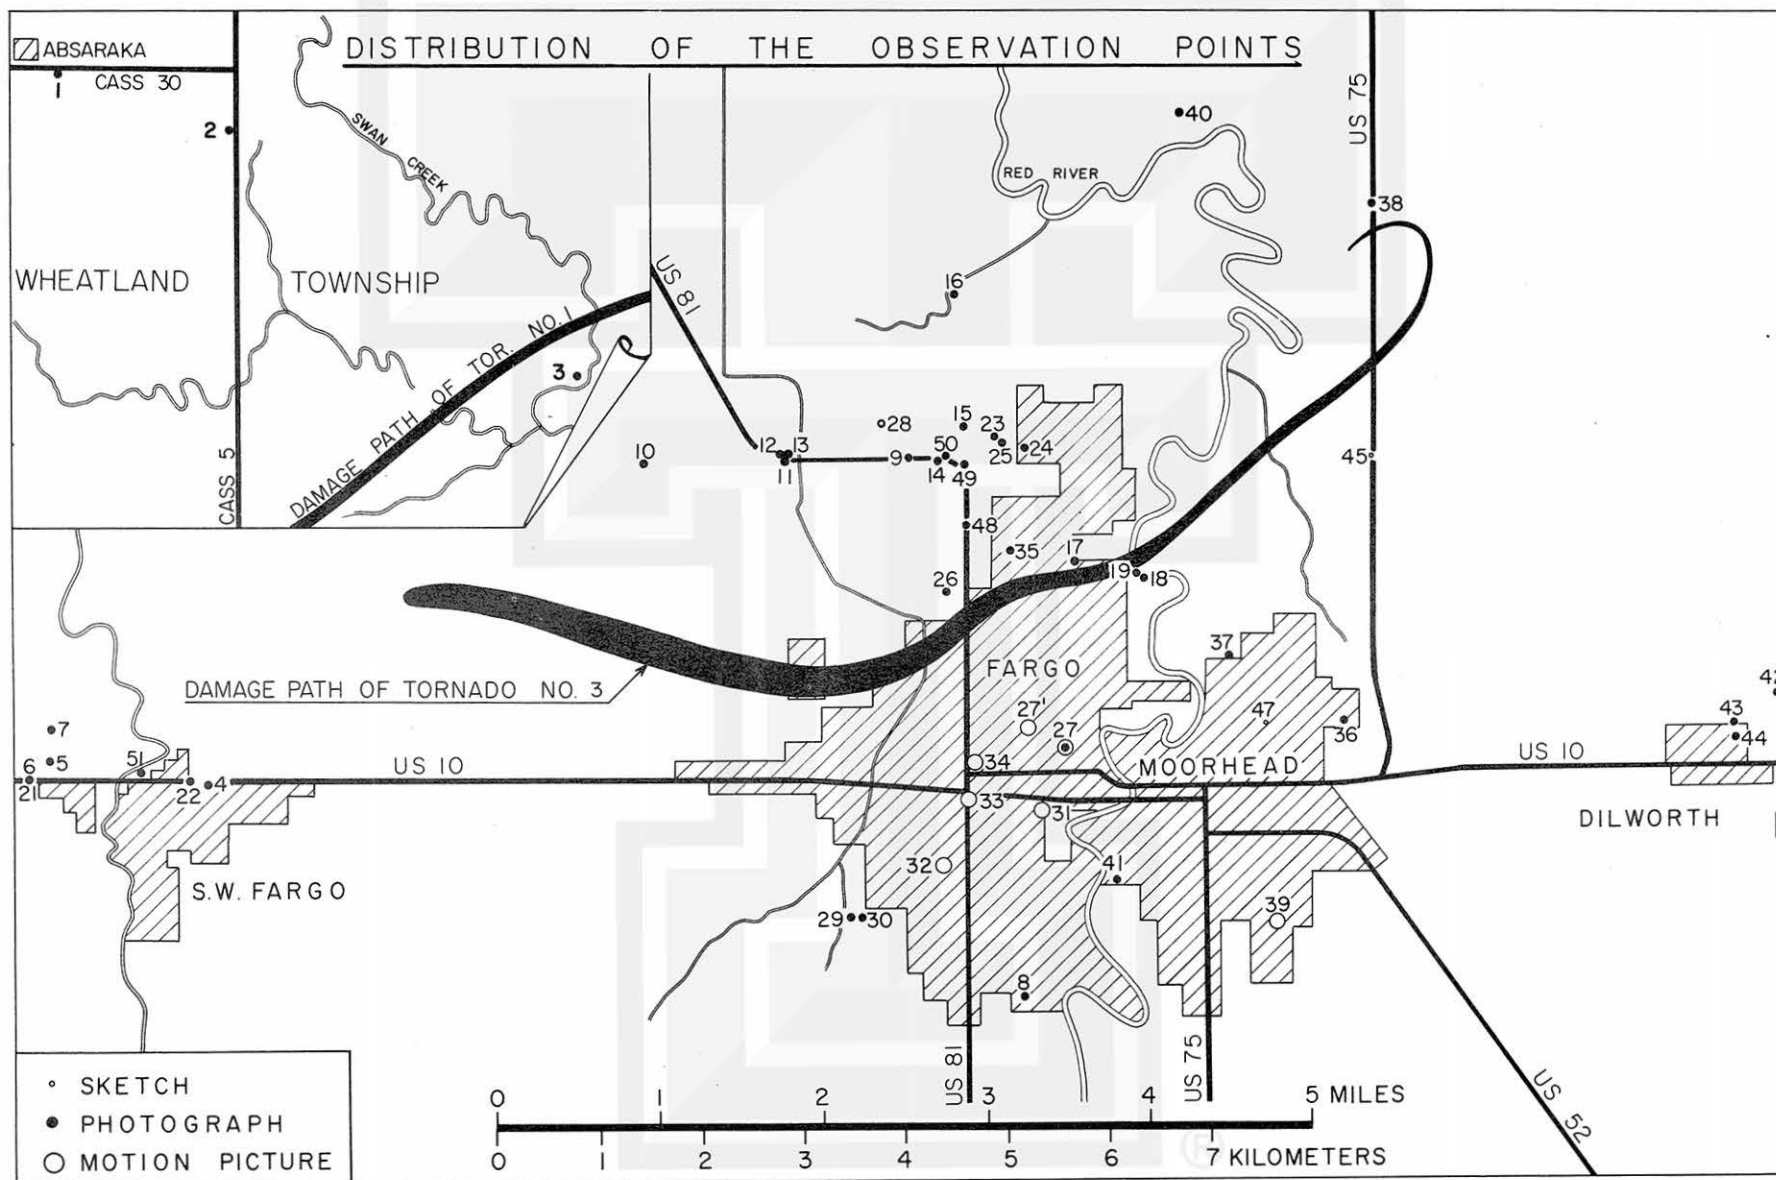 DISTRIBUTION OF THE OBSERVATION POINTS
ABSARAKA
CASS 30
1
2
SWAN CREEK
WHEATLAND TOWNSHIP
DAMAGE PATH OF TOR. NO. 1
3
CASS 5
US 81
RED RIVER
40
US 75
38
16
28
15
23
24
25
10
12
13
11
9
50
14
49
45
48
35
17
26
19
18
FARGO
37
DAMAGE PATH OF TORNADO NO. 3
27'
27
47
36
42
43
44
7
5
6
21
51
22
4
US 10
34
MOORHEAD
US 10
33
31
DILWORTH
32
41
S.W. FARGO
29
30
39
8
US 81
US 75
US 52
SKETCH
PHOTOGRAPH
MOTION PICTURE
0 1 2 3 4 5 MILES
0 1 2 3 4 5 6 7 KILOMETERS